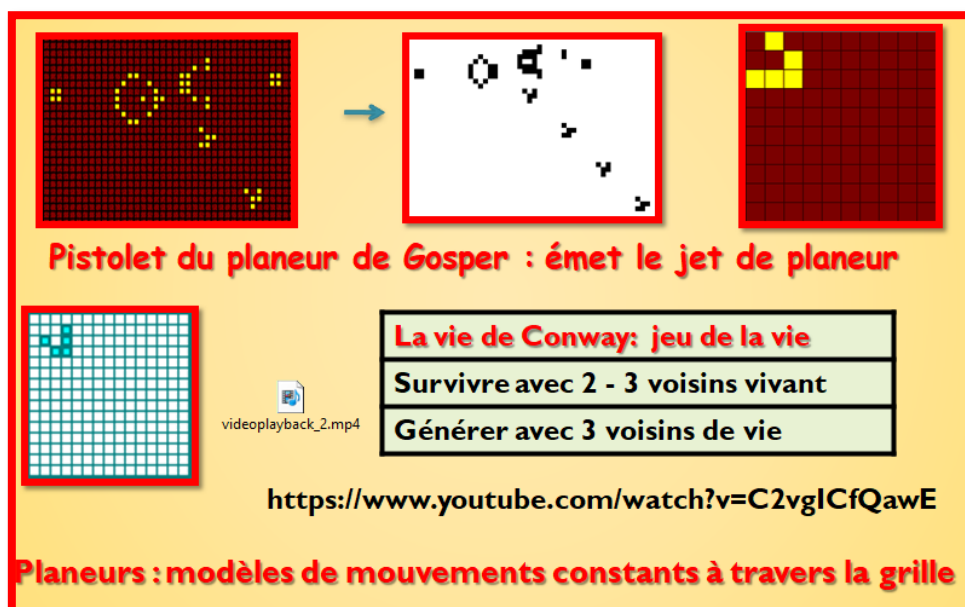 Pistolet du planeur de Gosper : émet le jet de planeur
La vie de Conway: jeu de la vie
Survivre avec 2 - 3 voisins vivant
Générer avec 3 voisins de vie
videoplayback_2.mp4
https://www.youtube.com/watch?v=C2vgICfQawE
Planeurs : modèles de mouvements constants à travers la grille